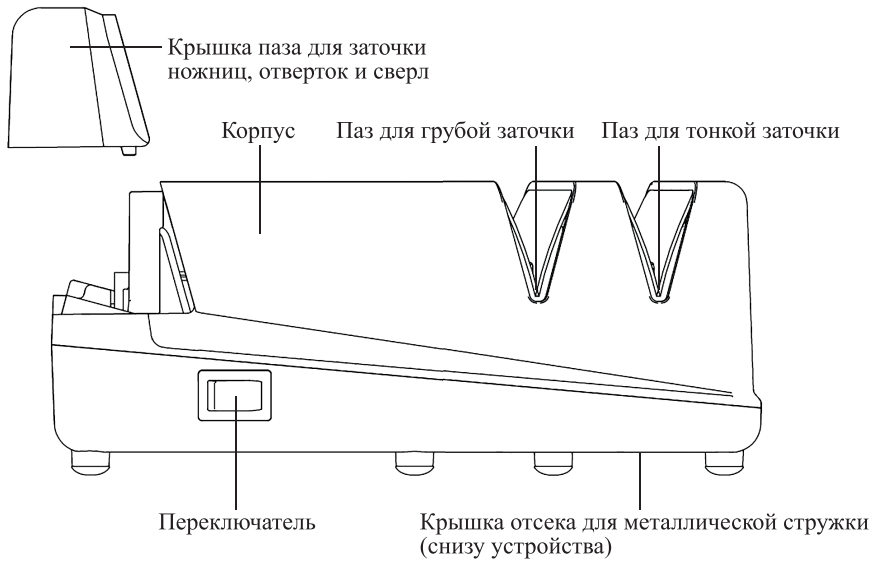 Крышка паза для заточки
ножниц, отверток и сверл
Корпус
Паз для грубой заточки
Паз для тонкой заточки
Переключатель
Крышка отсека для металлической стружки
(снизу устройства)